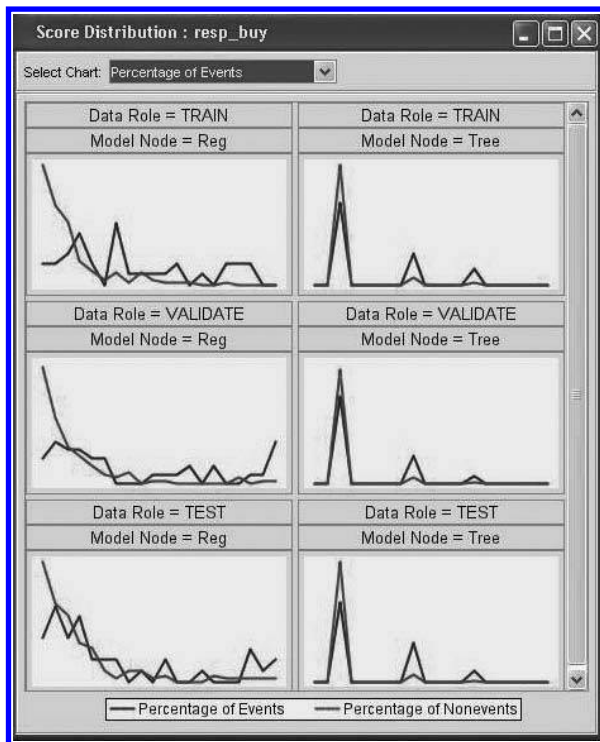 Score Distribution : resp_buy
Select Chart: Percentage of Events
Data Role = TRAIN Data Role = TRAIN
Model Node = Reg Model Node = Tree
Data Role = VALIDATE Data Role = VALIDATE
Model Node = Reg Model Node = Tree
Data Role = TEST Data Role = TEST
Model Node = Reg Model Node = Tree
Percentage of Events Percentage of Nonevents